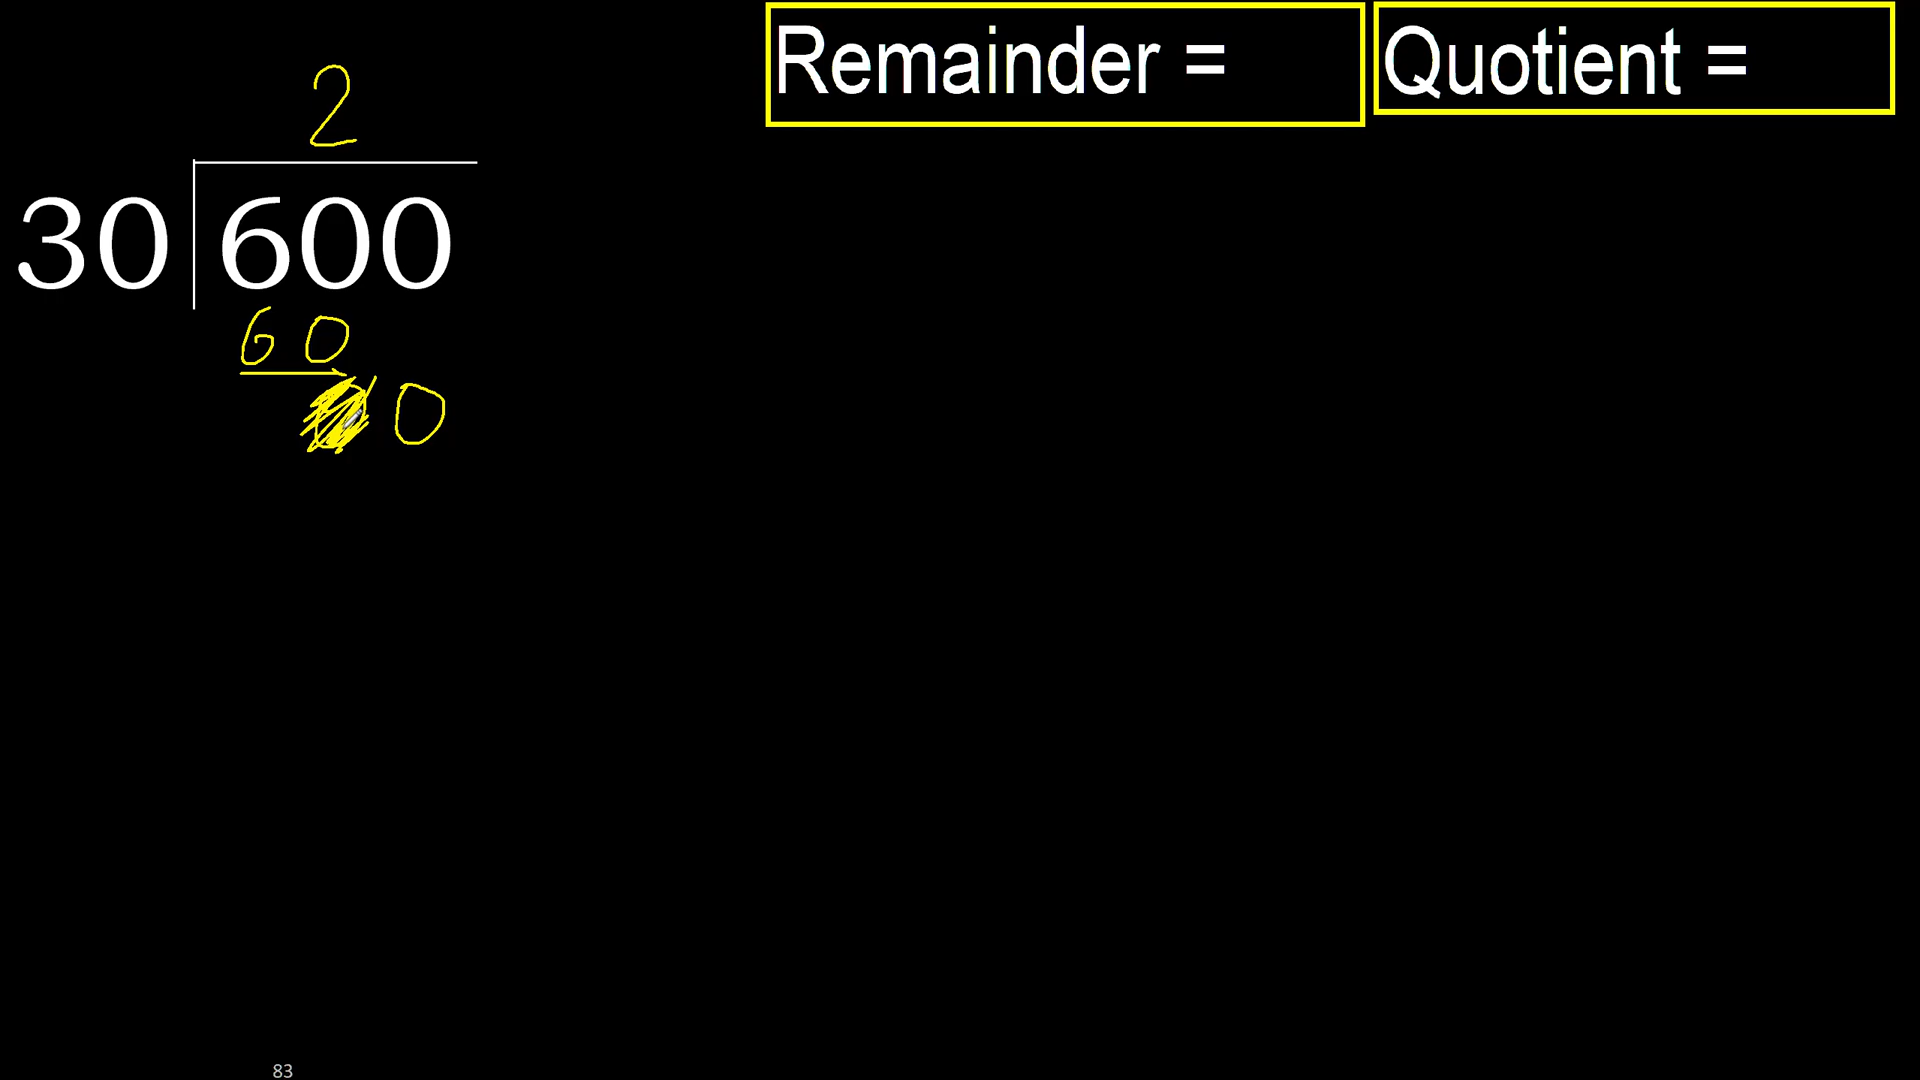 Remainder =
Quotient =
2
30 600
60
0
83